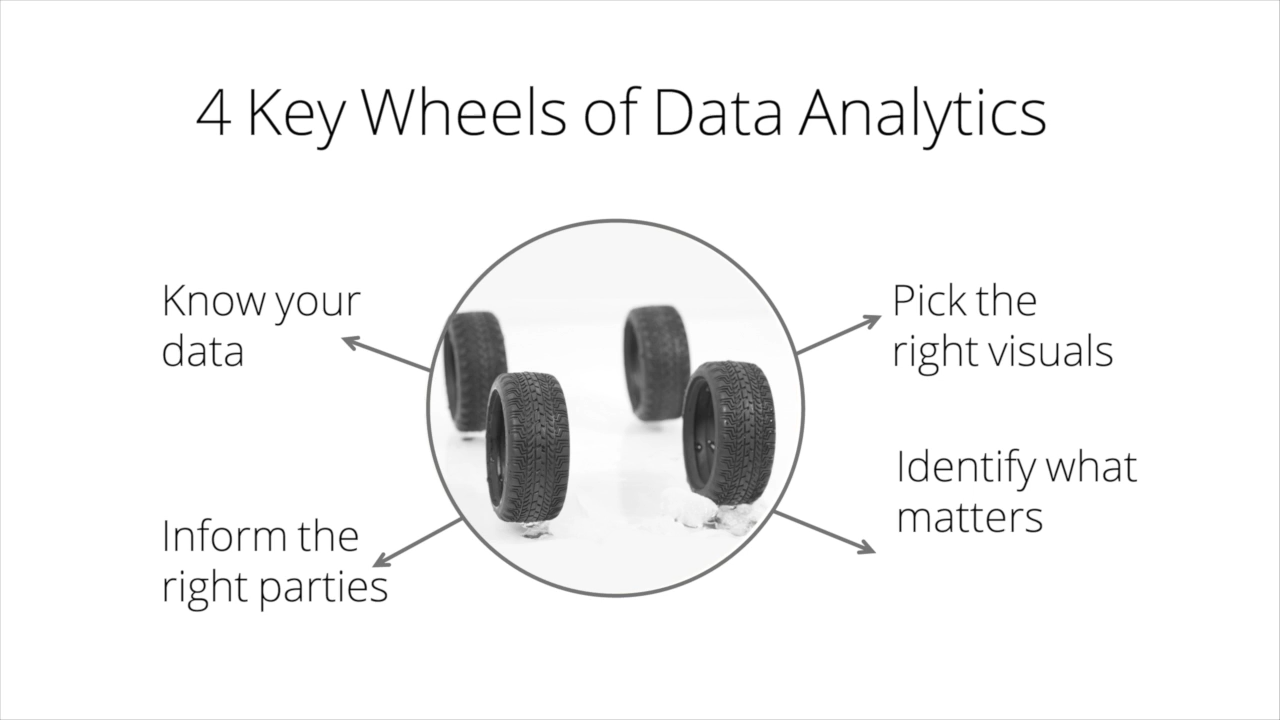 4 Key Wheels of Data Analytics
Know your
data
Pick the
right visuals
Identify what
matters
Inform the
right parties